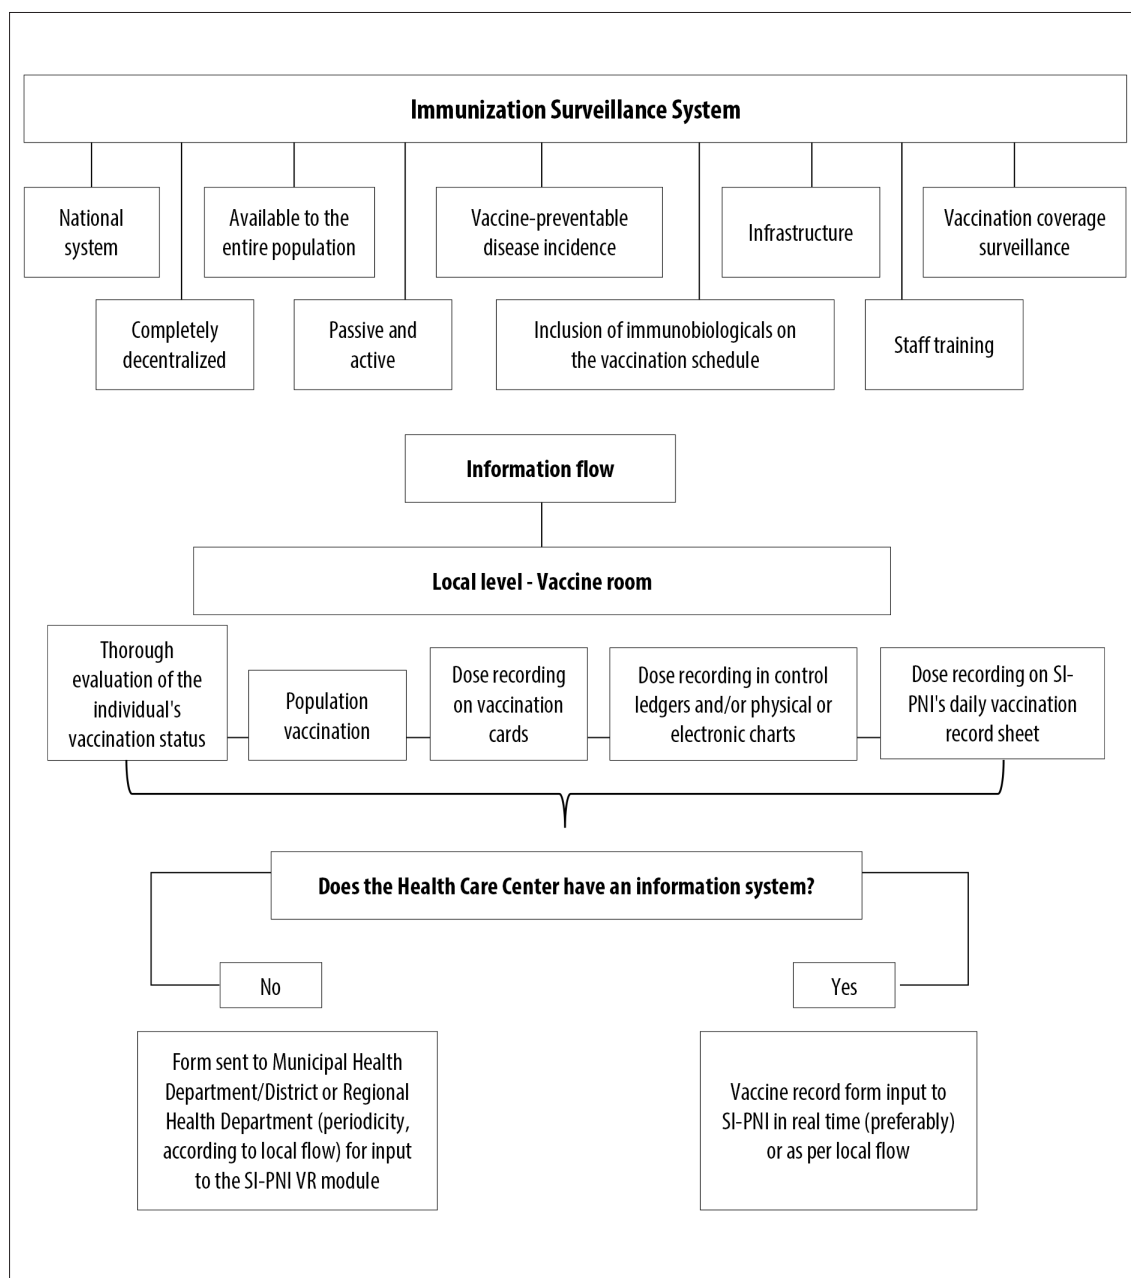 Immunization Surveillance System
National
system
Available to the
entire population
Vaccine-preventable
disease incidence
Infrastructure
Vaccination coverage
surveillance
Completely
decentralized
Passive and
active
Inclusion of immunobiologicals on
the vaccination schedule
Staff training
Information flow
Local level - Vaccine room
Thorough
evaluation of the
individual's
vaccination status
Population
vaccination
Dose recording
on vaccination
cards
Dose recording in control
ledgers and/or physical or
electronic charts
Dose recording on SI-
PNI's daily vaccination
record sheet
Does the Health Care Center have an information system?
No
Yes
Form sent to Municipal Health
Department/District or Regional
Health Department (periodicity,
according to local flow) for input
to the SI-PNI VR module
Vaccine record form input to
SI-PNI in real time (preferably)
or as per local flow